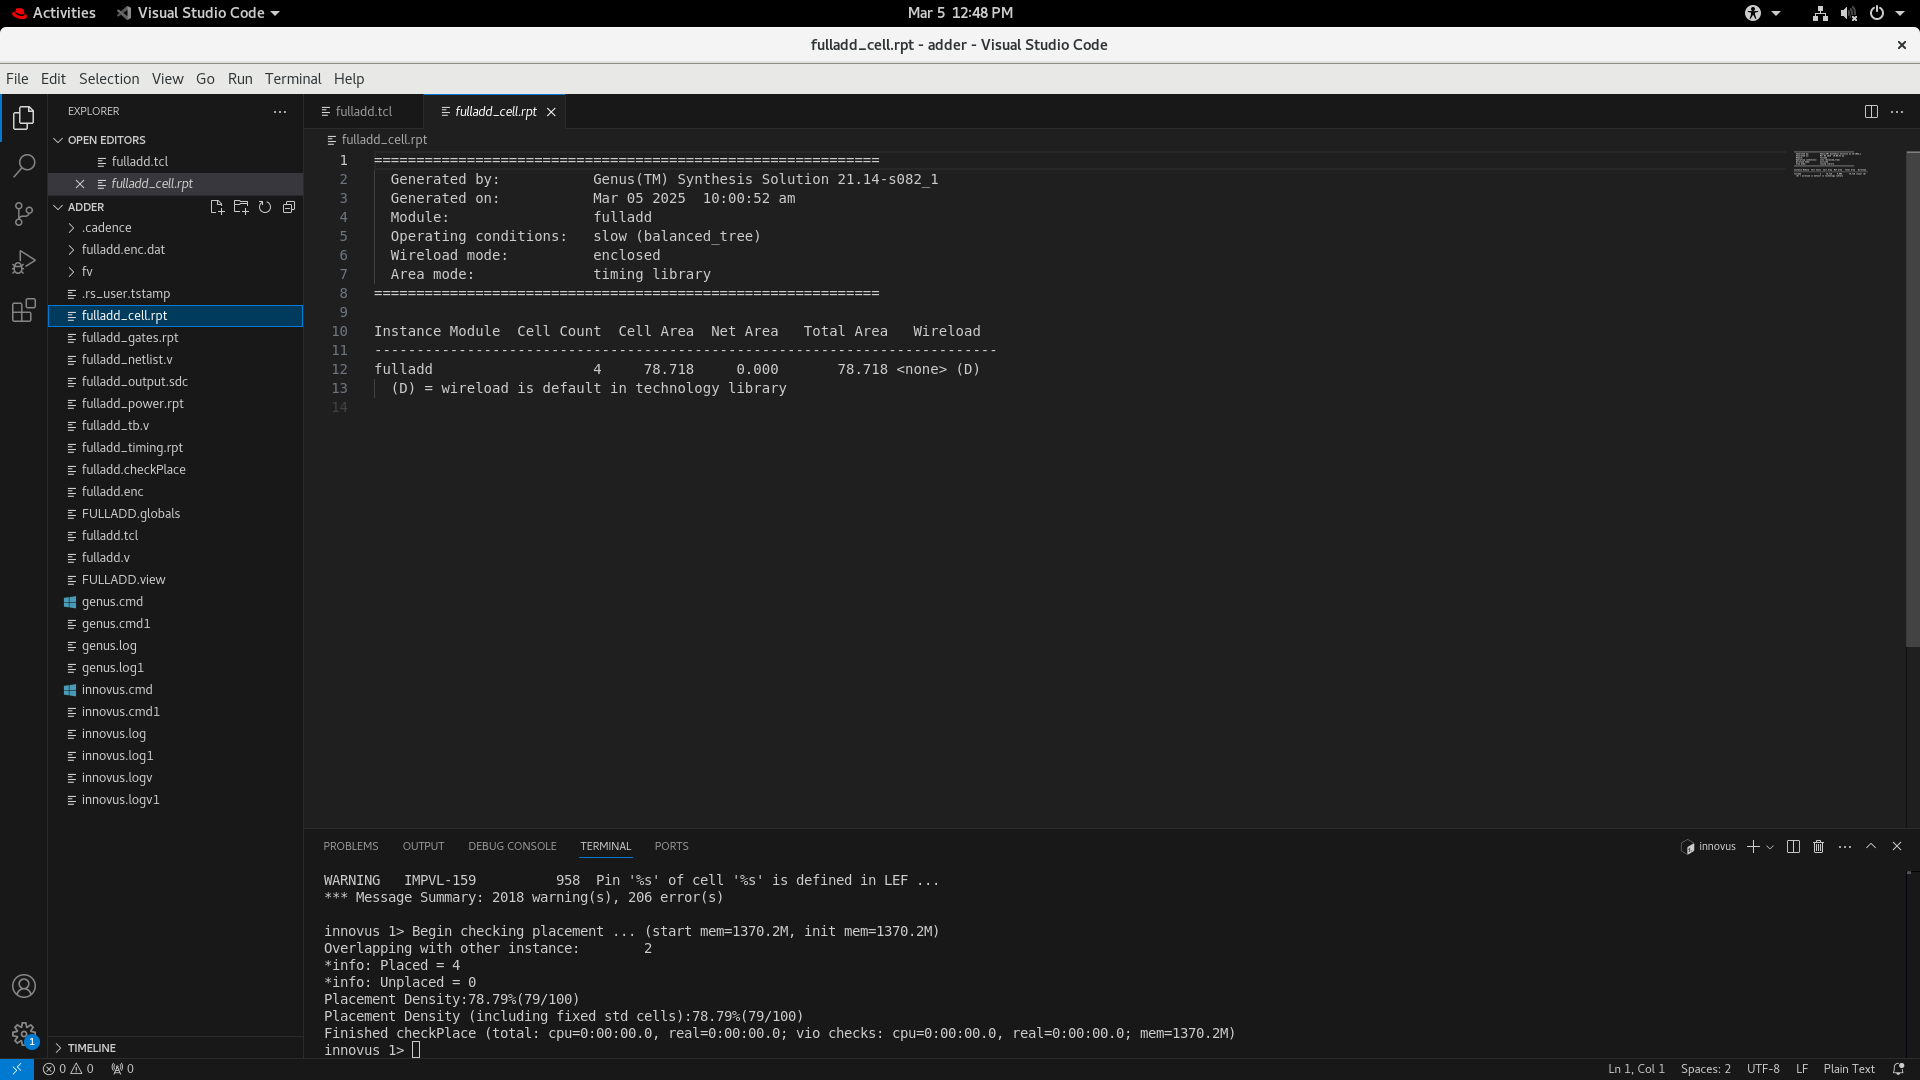 Activities
Visual Studio Code
Mar 5 12:48 PM
fulladd_cell.rpt - adder - Visual Studio Code
File Edit Selection View Go Run Terminal Help
EXPLORER
OPEN EDITORS
fulladd.tcl
fulladd_cell.rpt
ADDER
.cadence
fulladd.enc.dat
fv
.rs_user.tstamp
fulladd_cell.rpt
fulladd_gates.rpt
fulladd_netlist.v
fulladd_output.sdc
fulladd_power.rpt
fulladd_tb.v
fulladd_timing.rpt
fulladd.checkPlace
fulladd.enc
FULLADD.globals
fulladd.tcl
fulladd.v
FULLADD.view
genus.cmd
genus.cmd1
genus.log
genus.log1
innovus.cmd
innovus.cmd1
innovus.log
innovus.log1
innovus.logv
innovus.logv1
TIMELINE
fulladd.tcl
fulladd_cell.rpt
fulladd_cell.rpt
1 ============================================================
2 Generated by: Genus(TM) Synthesis Solution 21.14-s082_1
3 Generated on: Mar 05 2025 10:00:52 am
4 Module: fulladd
5 Operating conditions: slow (balanced_tree)
6 Wireload mode: enclosed
7 Area mode: timing library
8 ============================================================
9
10 Instance Module Cell Count Cell Area Net Area Total Area Wireload
11 --------------------------------------------------------------------------
12 fulladd 4 78.718 0.000 78.718 <none> (D)
13 (D) = wireload is default in technology library
14
PROBLEMS OUTPUT DEBUG CONSOLE TERMINAL PORTS
innovus
WARNING IMPVL-159 958 Pin '%s' of cell '%s' is defined in LEF ...
*** Message Summary: 2018 warning(s), 206 error(s)
innovus 1> Begin checking placement ... (start mem=1370.2M, init mem=1370.2M)
Overlapping with other instance: 2
*info: Placed = 4
*info: Unplaced = 0
Placement Density:78.79%(79/100)
Placement Density (including fixed std cells):78.79%(79/100)
Finished checkPlace (total: cpu=0:00:00.0, real=0:00:00.0; vio checks: cpu=0:00:00.0, real=0:00:00.0; mem=1370.2M)
innovus 1>
1
0 0 0
Ln 1, Col 1 Spaces: 2 UTF-8 LF Plain Text